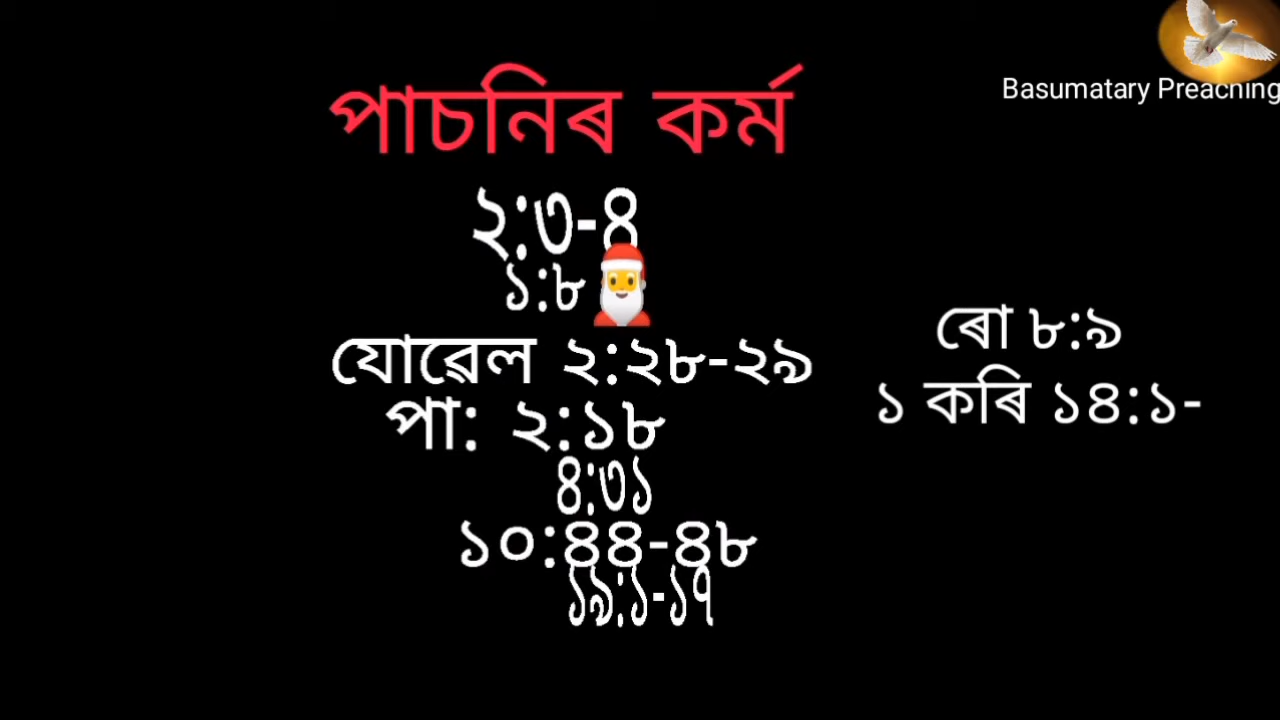 Basumatary Preaching
পাচনিৰ কৰ্ম
২:৩-৪
১:৮
যোৱেল ২:২৮-২৯
পা: ২:১৮
৪:৩১
১০:৪৪-৪৮
১৯:১-১৭
ৰো ৮:৯
১ কৰি ১৪:১-